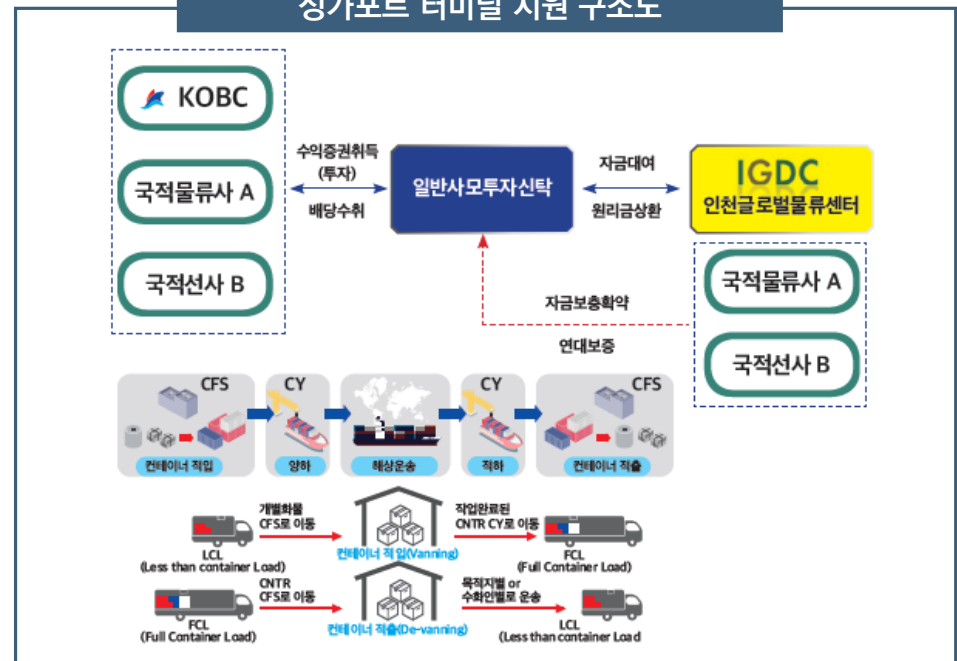 싱가포르 터미널 지원 구조도
KOBC
국적물류사 A
국적선사 B
수익증권취득
(투자)
배당수취
일반사모투자신탁
자금대여
원리금상환
IGDC
인천글로벌물류센터
국적물류사 A
국적선사 B
자금보충확약
연대보증
CFS
CY
CY
CFS
컨테이너 적입
양하
해상운송
적하
컨테이너 적출
개별화물
CFS로 이동
LCL
(Less than container Load)
컨테이너 적입(Vanning)
작업완료된
CNTR CY로 이동
FCL
(Full Container Load)
CNTR
CFS로 이동
FCL
(Full Container Load)
컨테이너 적출(De-vanning)
목적지별 or
수화인별로 운송
LCL
(Less than container Load